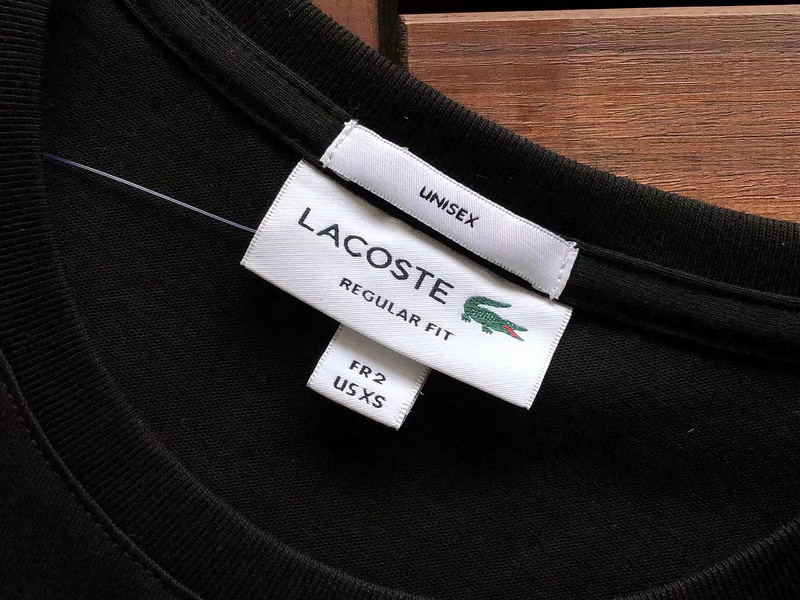 UNISEX
LACOSTE
REGULAR FIT
FR 2
US XS